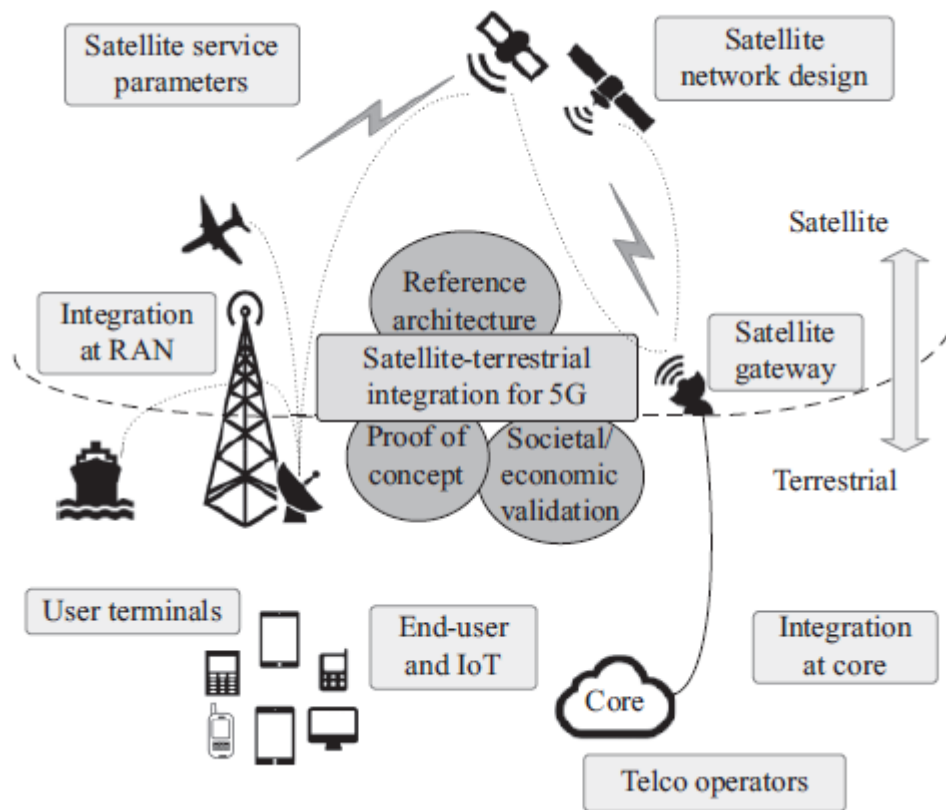 Satellite service
parameters
Satellite
network design
Satellite
Reference
architecture
Integration
at RAN
Satellite-terrestrial
integration for 5G
Satellite
gateway
Proof of
concept
Societal/
economic
validation
Terrestrial
User terminals
End-user
and IoT
Integration
at core
Core
Telco operators